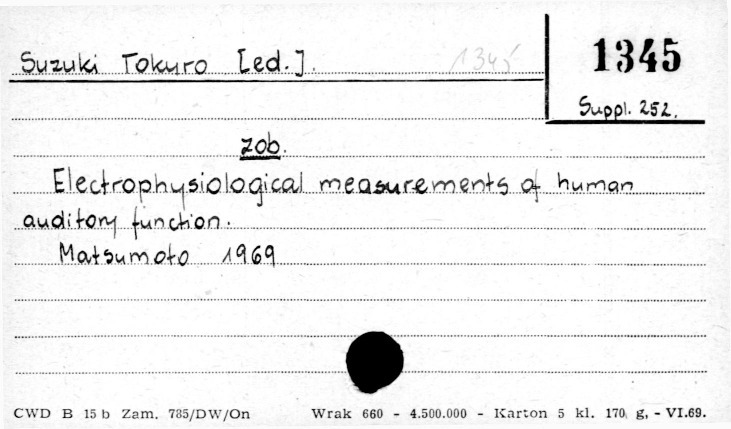 Suzuki Tokuro [ed.]. 1345
1345
Suppl. 252.
zob.
Electrophysiological measurements of human
auditory function.
Matsumoto 1969
CWD B 15 b Zam. 785/DW/On Wrak 660 - 4.500.000 - Karton 5 kl. 170, g, - VI.69.